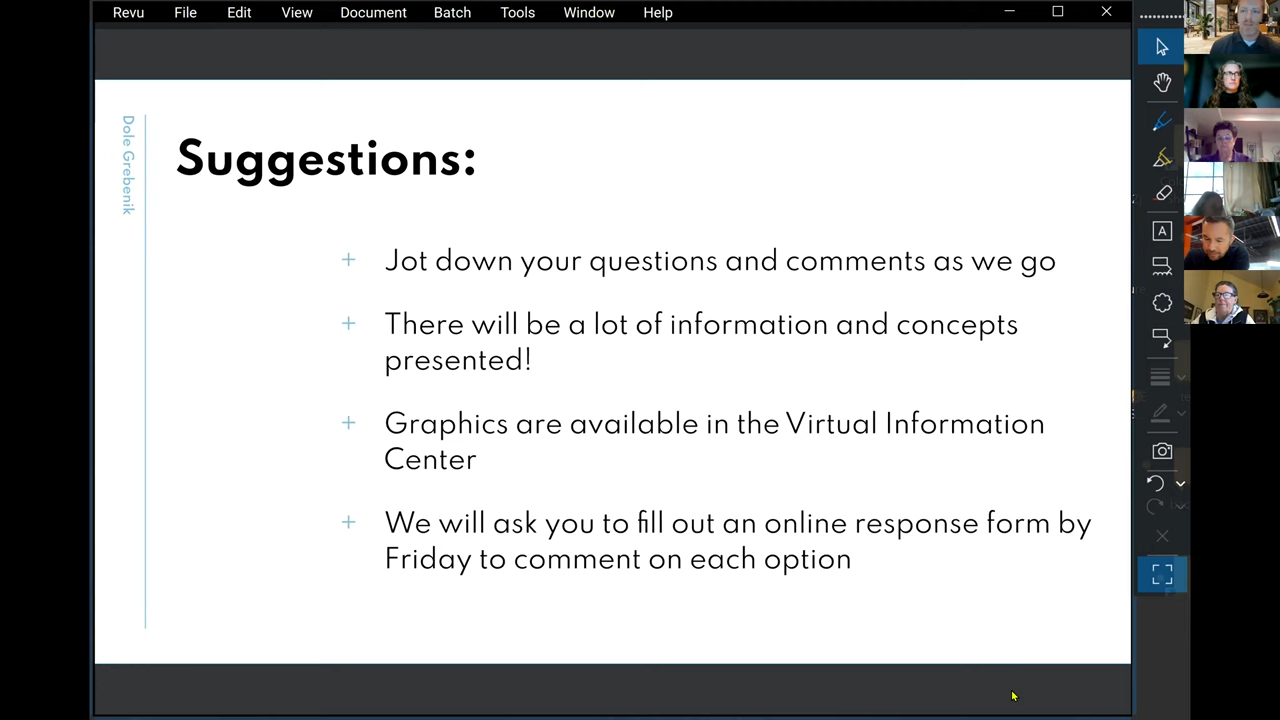 Revu File Edit View Document Batch Tools Window Help
Dole Grebenik
Suggestions:
+ Jot down your questions and comments as we go
+ There will be a lot of information and concepts
presented!
+ Graphics are available in the Virtual Information
Center
+ We will ask you to fill out an online response form by
Friday to comment on each option
A